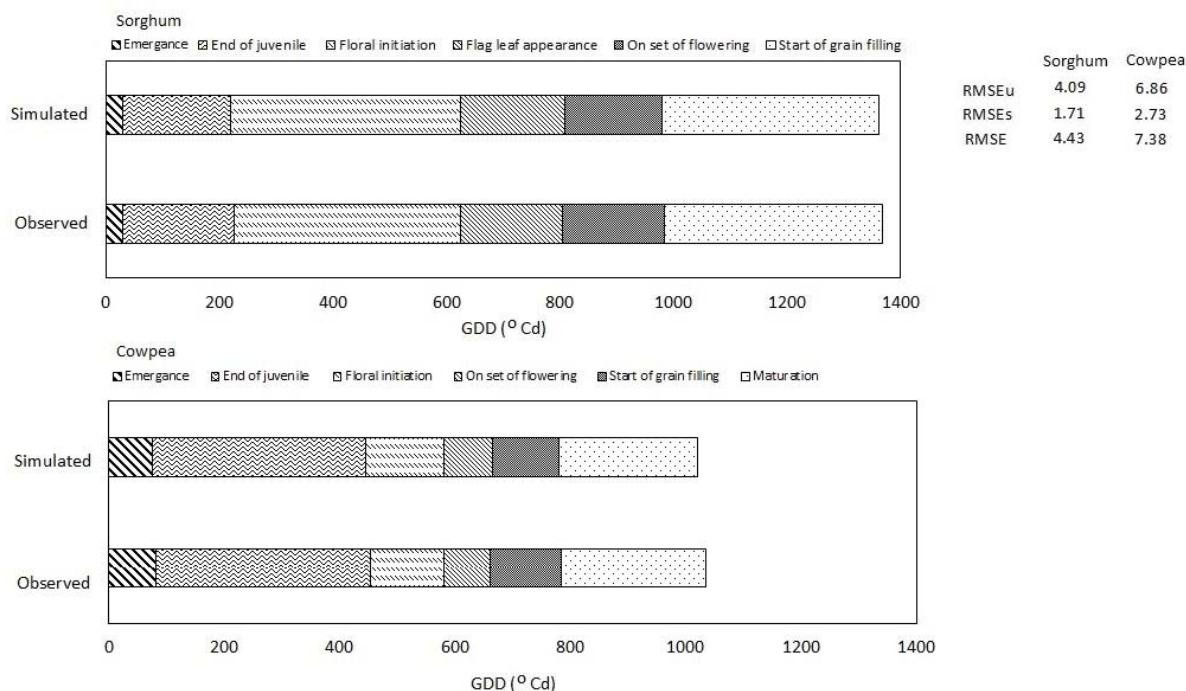 Sorghum
Emergance End of juvenile Floral initiation Flag leaf appearance On set of flowering Start of grain filling
Simulated
Observed
0 200 400 600 800 1000 1200 1400
GDD (° Cd)
Sorghum Cowpea
RMSEu 4.09 6.86
RMSEs 1.71 2.73
RMSE 4.43 7.38
Cowpea
Emergance End of juvenile Floral initiation On set of flowering Start of grain filling Maturation
Simulated
Observed
0 200 400 600 800 1000 1200 1400
GDD (° Cd)